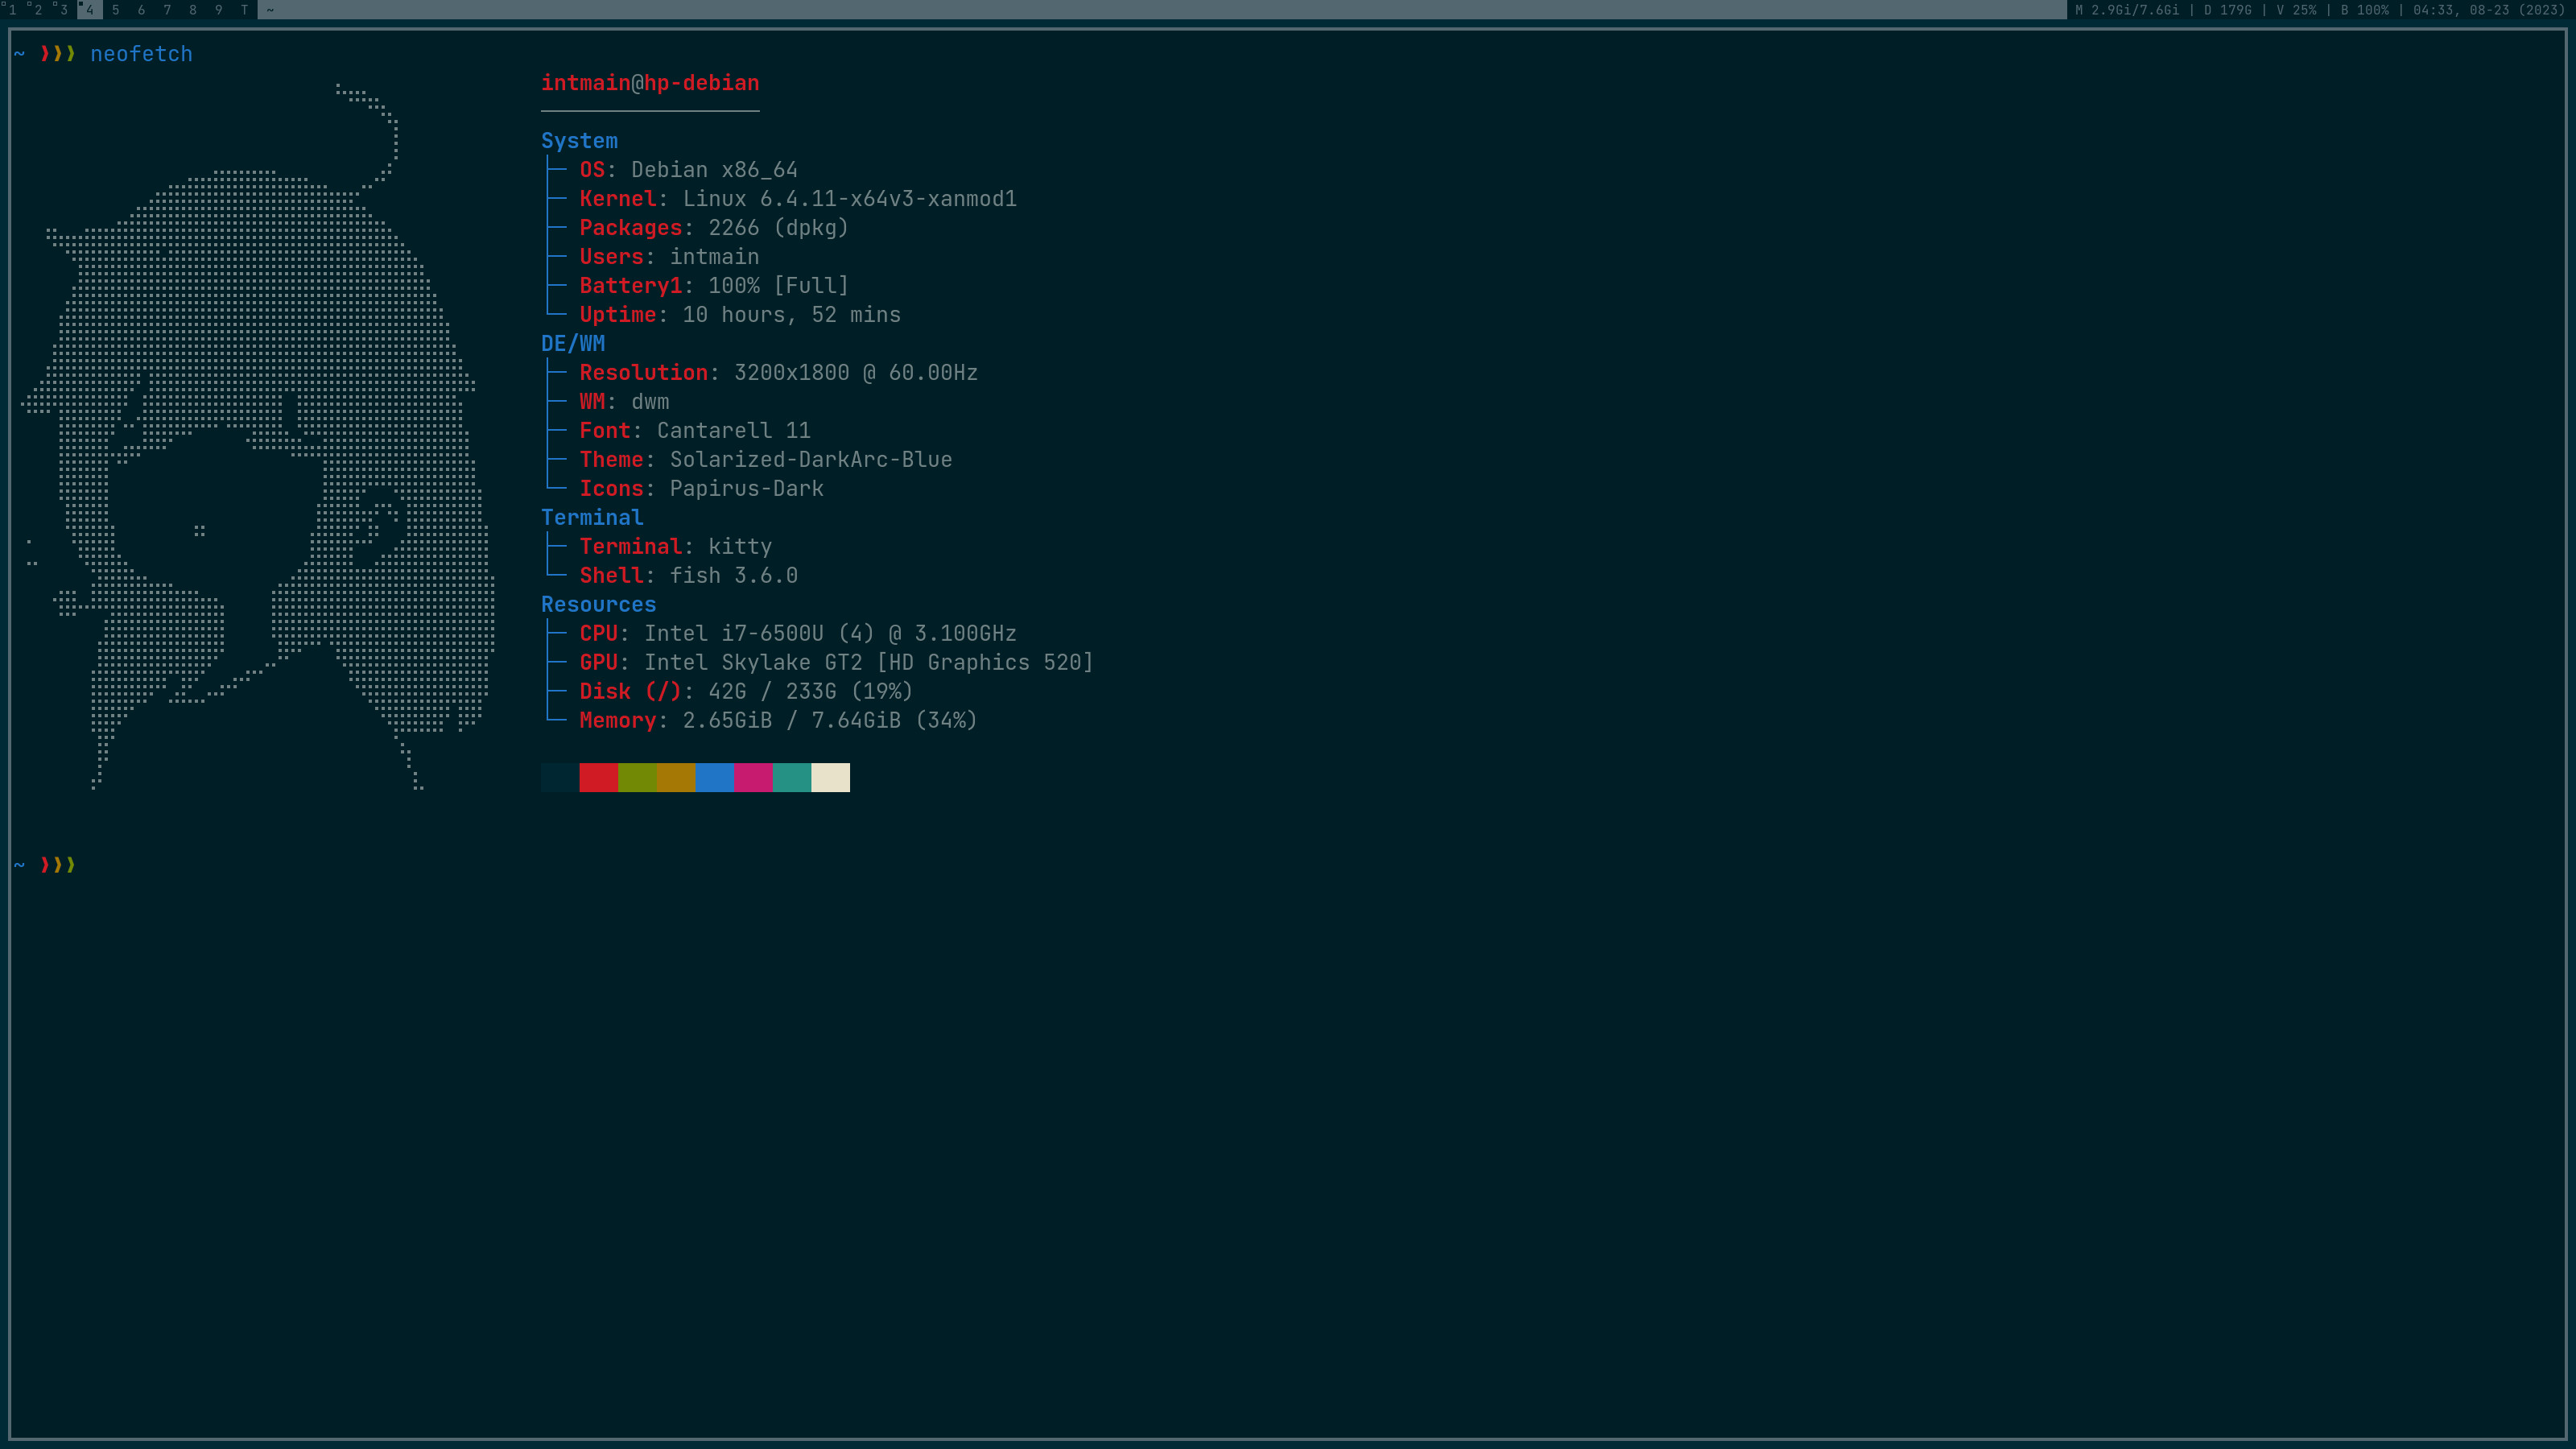 1 2 3 4 5 6 7 8 9 T ~ M 2.9Gi/7.6Gi | D 179G | V 25% | B 100% | 04:33, 08-23 (2023)
~ ❯❯❯ neofetch
intmain@hp-debian
System
├─ OS: Debian x86_64
├─ Kernel: Linux 6.4.11-x64v3-xanmod1
├─ Packages: 2266 (dpkg)
├─ Users: intmain
├─ Battery1: 100% [Full]
└─ Uptime: 10 hours, 52 mins
DE/WM
├─ Resolution: 3200x1800 @ 60.00Hz
├─ WM: dwm
├─ Font: Cantarell 11
├─ Theme: Solarized-DarkArc-Blue
└─ Icons: Papirus-Dark
Terminal
├─ Terminal: kitty
└─ Shell: fish 3.6.0
Resources
├─ CPU: Intel i7-6500U (4) @ 3.100GHz
├─ GPU: Intel Skylake GT2 [HD Graphics 520]
├─ Disk (/): 42G / 233G (19%)
└─ Memory: 2.65GiB / 7.64GiB (34%)
~ ❯❯❯